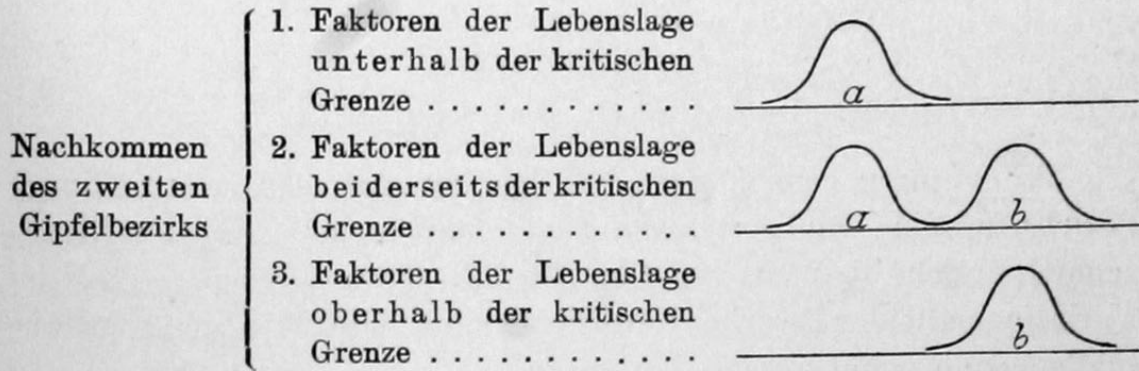 Nachkommen
des zweiten
Gipfelbezirks
1. Faktoren der Lebenslage
unterhalb der kritischen
Grenze . . . . . . . . . . . .
a
2. Faktoren der Lebenslage
beiderseits der kritischen
Grenze . . . . . . . . . . . .
a b
3. Faktoren der Lebenslage
oberhalb der kritischen
Grenze . . . . . . . . . . . .
b